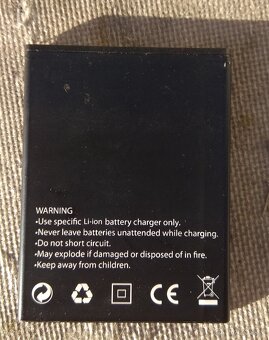 WARNING
•Use specific Li-ion battery charger only.
•Never leave batteries unattended while charging.
•Do not short circuit.
•May explode if damaged or disposed of in fire.
•Keep away from children.
CE